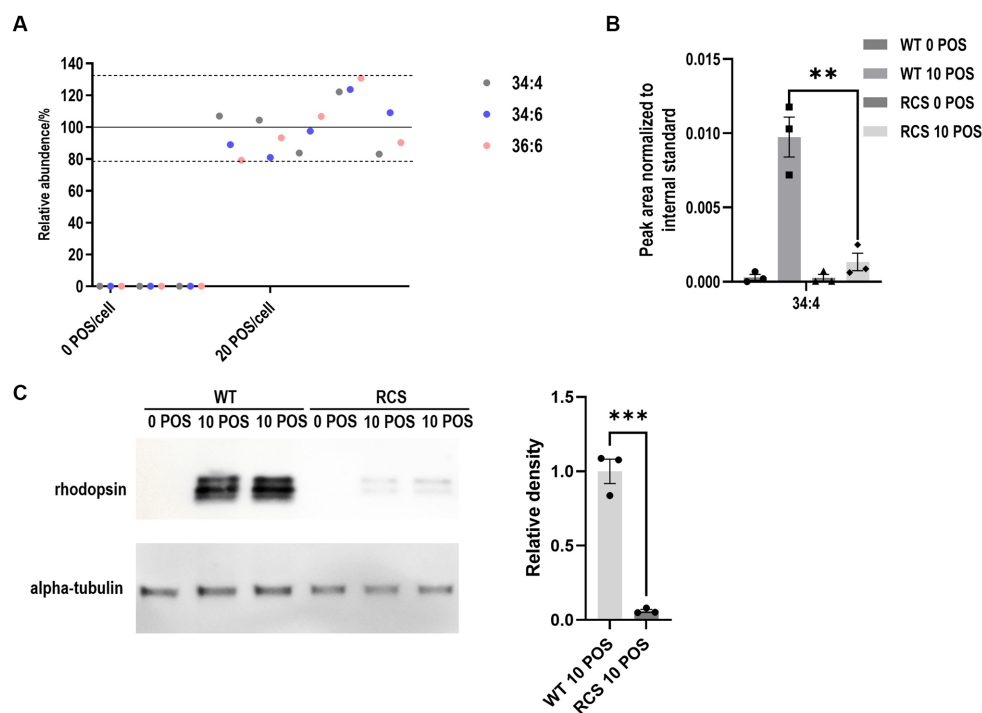 A
140
120
100
80
60
40
20
0
Relative abundance/%
0 POS/cell
20 POS/cell
34:4
34:6
36:6
B
0.015
0.010
0.005
0.000
Peak area normalized to
internal standard
**
34:4
WT 0 POS
WT 10 POS
RCS 0 POS
RCS 10 POS
C
WT RCS
0 POS 10 POS 10 POS 0 POS 10 POS 10 POS
rhodopsin
alpha-tubulin
1.5
1.0
0.5
0.0
Relative density
***
WT 10 POS
RCS 10 POS